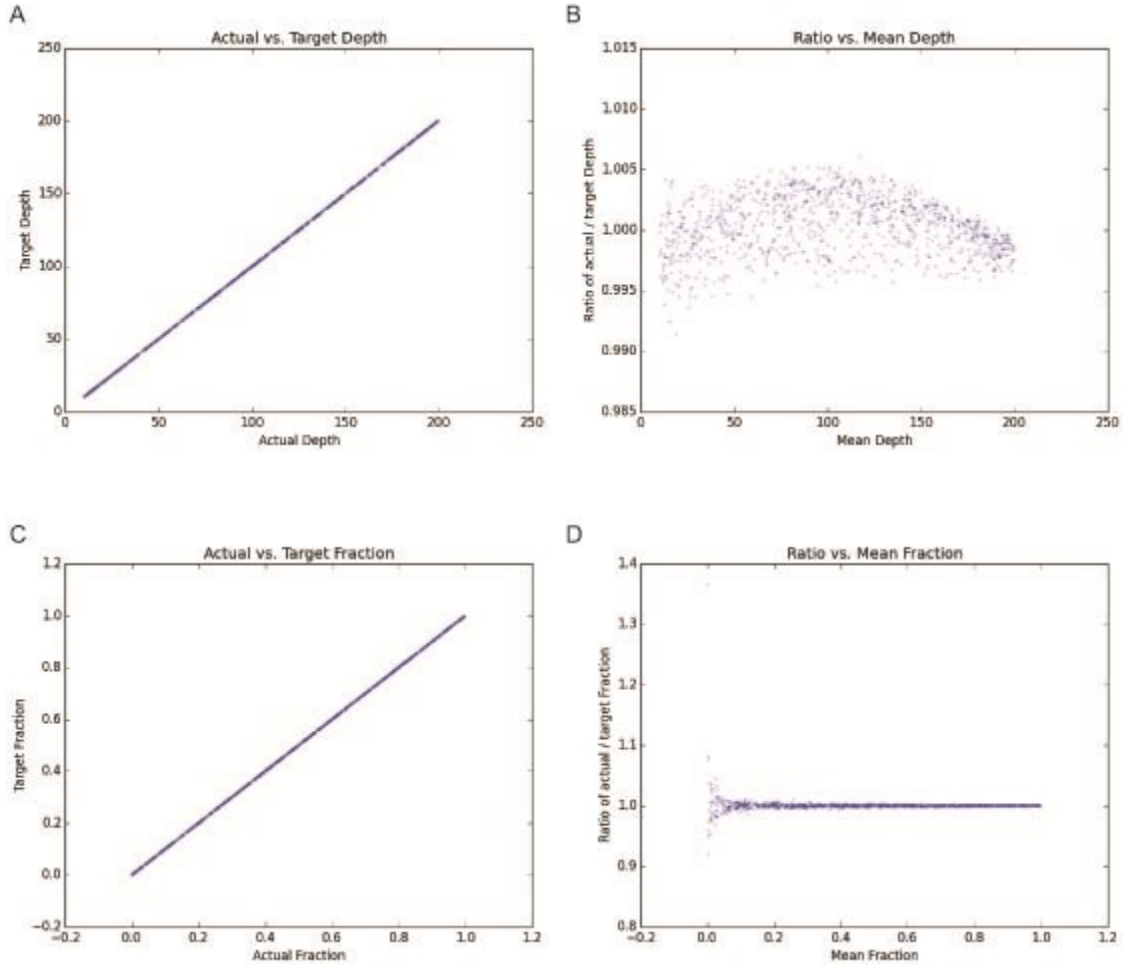 A
Actual vs. Target Depth
250
200
150
100
50
0
0 50 100 150 200 250
Target Depth
Actual Depth
B
Ratio vs. Mean Depth
1.015
1.010
1.005
1.000
0.995
0.990
0.985
0 50 100 150 200 250
Ratio of actual / target Depth
Mean Depth
C
Actual vs. Target Fraction
1.2
1.0
0.8
0.6
0.4
0.2
0.0
−0.2
−0.2 0.0 0.2 0.4 0.6 0.8 1.0 1.2
Target Fraction
Actual Fraction
D
Ratio vs. Mean Fraction
1.4
1.3
1.2
1.1
1.0
0.9
0.8
−0.2 0.0 0.2 0.4 0.6 0.8 1.0 1.2
Ratio of actual / target Fraction
Mean Fraction